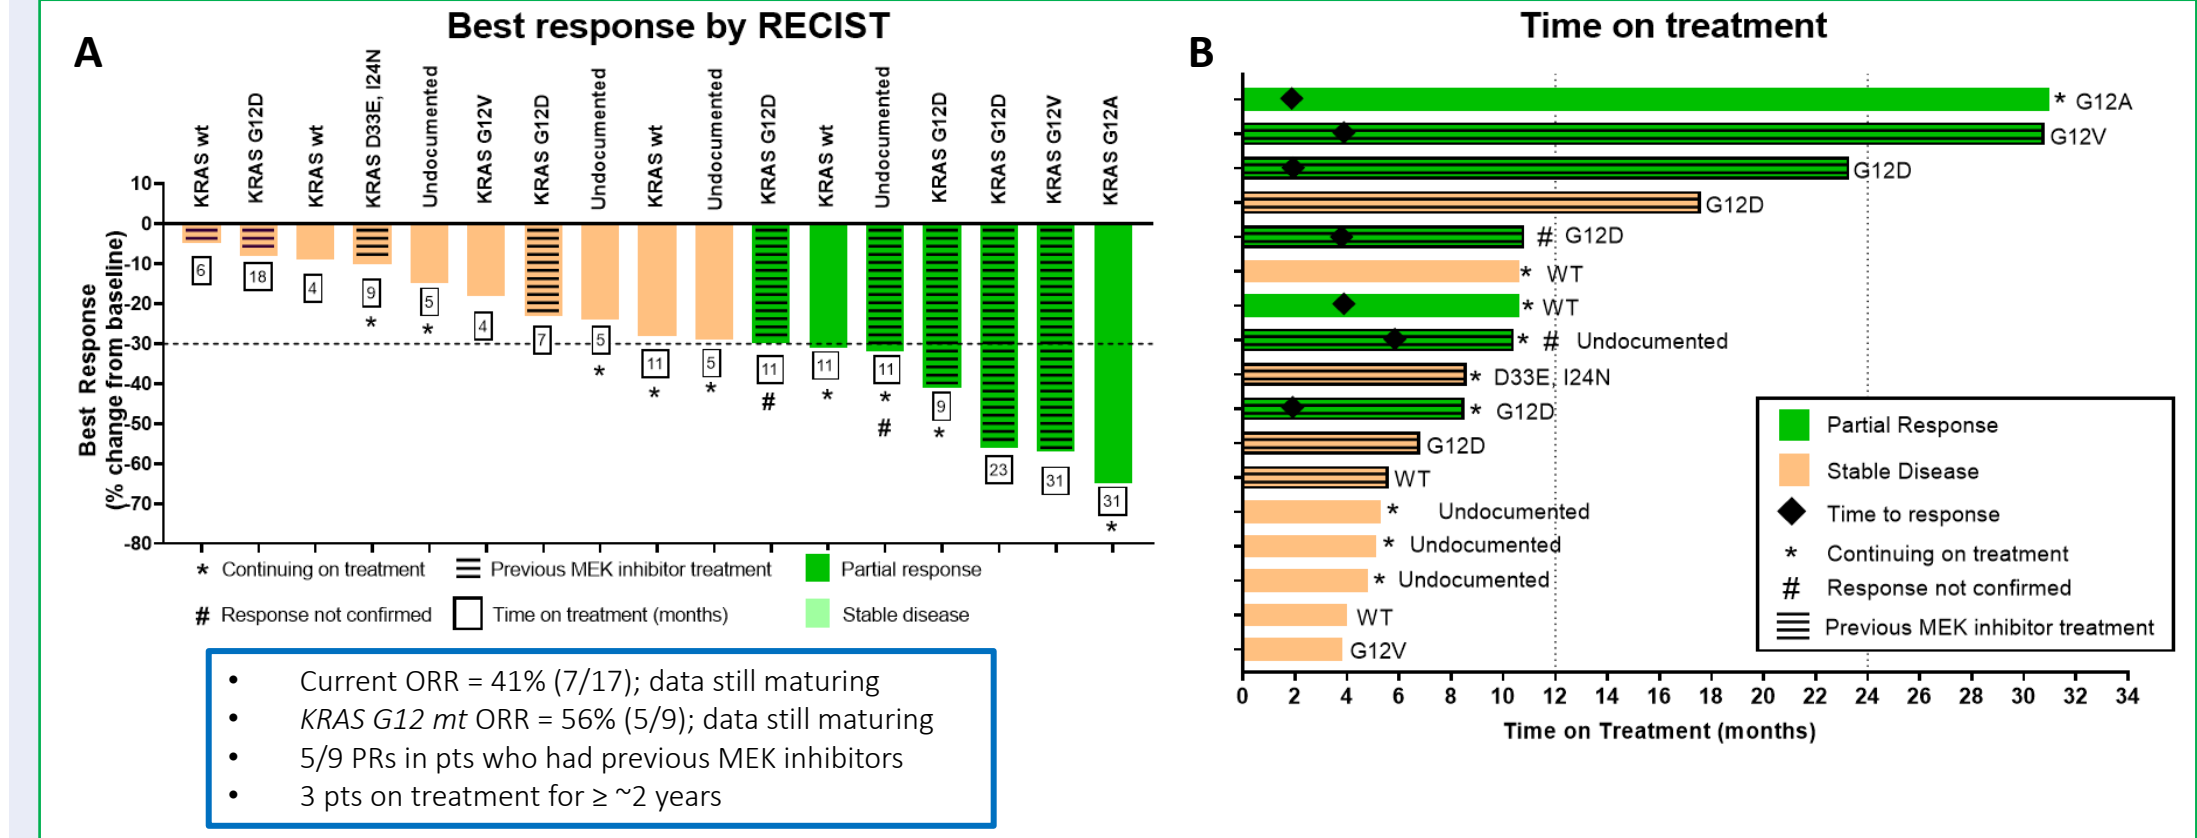 Best response by RECIST
A
KRAS wt
KRAS G12D
KRAS wt
KRAS D33E, I24N
Undocumented
KRAS G12V
KRAS G12D
Undocumented
KRAS wt
Undocumented
KRAS G12D
KRAS wt
Undocumented
KRAS G12D
KRAS G12D
KRAS G12V
KRAS G12A
Best Response
(% change from baseline)
10
0
-10
-20
-30
-40
-50
-60
-70
-80
6
18
4
9
*
5
*
4
7
5
*
11
*
5
*
11
#
11
*
11
*
#
9
*
23
31
31
*
* Continuing on treatment
Previous MEK inhibitor treatment
Partial response
# Response not confirmed
Time on treatment (months)
Stable disease
• Current ORR = 41% (7/17); data still maturing
• KRAS G12 mt ORR = 56% (5/9); data still maturing
• 5/9 PRs in pts who had previous MEK inhibitors
• 3 pts on treatment for ≥ ~2 years
Time on treatment
B
* G12A
G12V
G12D
G12D
# G12D
* WT
* WT
* # Undocumented
* D33E, I24N
* G12D
G12D
WT
* Undocumented
* Undocumented
* Undocumented
WT
G12V
Partial Response
Stable Disease
Time to response
* Continuing on treatment
# Response not confirmed
Previous MEK inhibitor treatment
0 2 4 6 8 10 12 14 16 18 20 22 24 26 28 30 32 34
Time on Treatment (months)